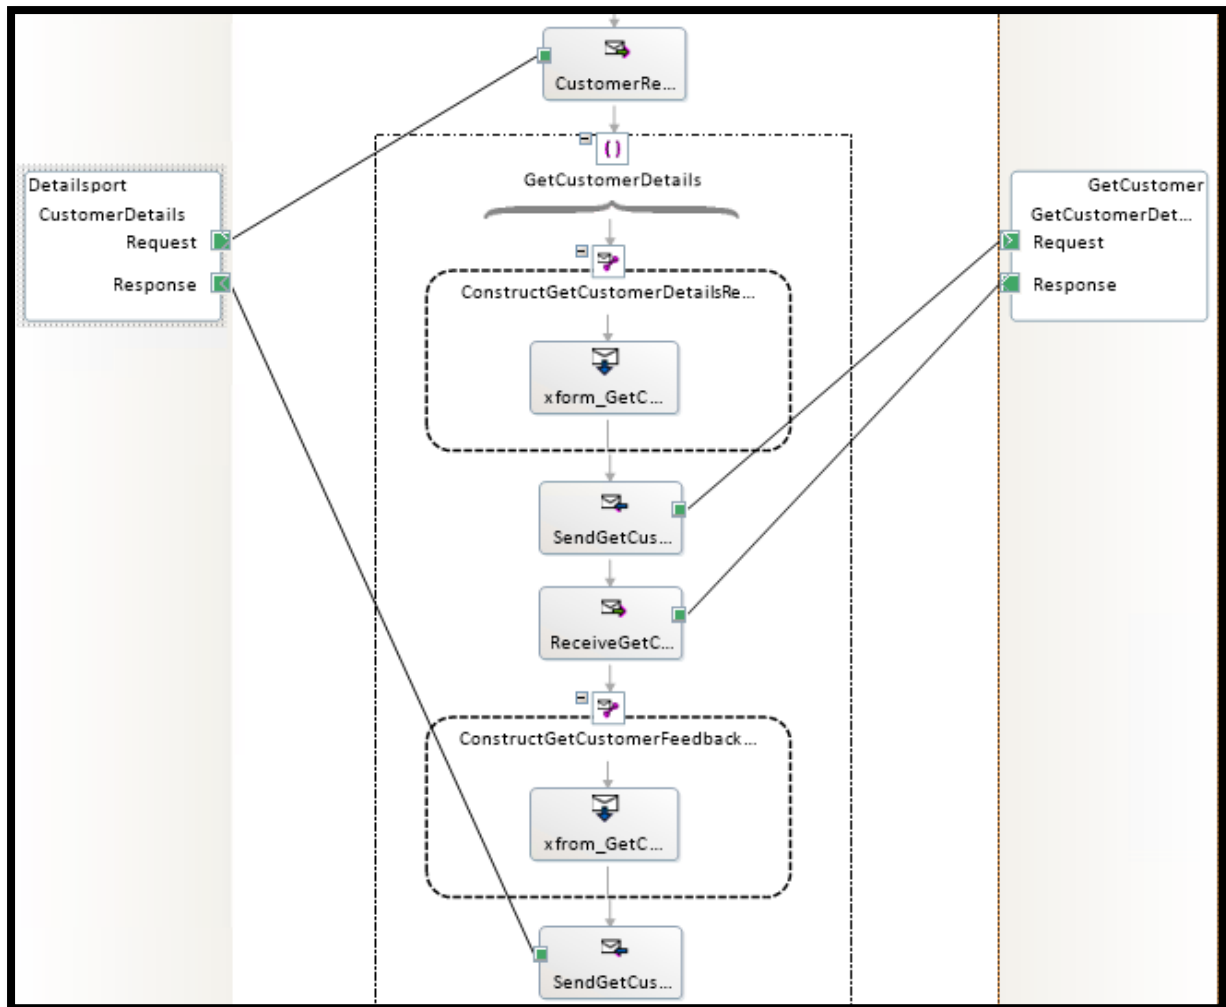 CustomerRe...
GetCustomerDetails
Detailsport
CustomerDetails
Request
Response
GetCustomer
GetCustomerDet...
Request
Response
ConstructGetCustomerDetailsRe...
xform_GetC...
SendGetCus...
ReceiveGetC...
ConstructGetCustomerFeedback...
xfrom_GetC...
SendGetCus...